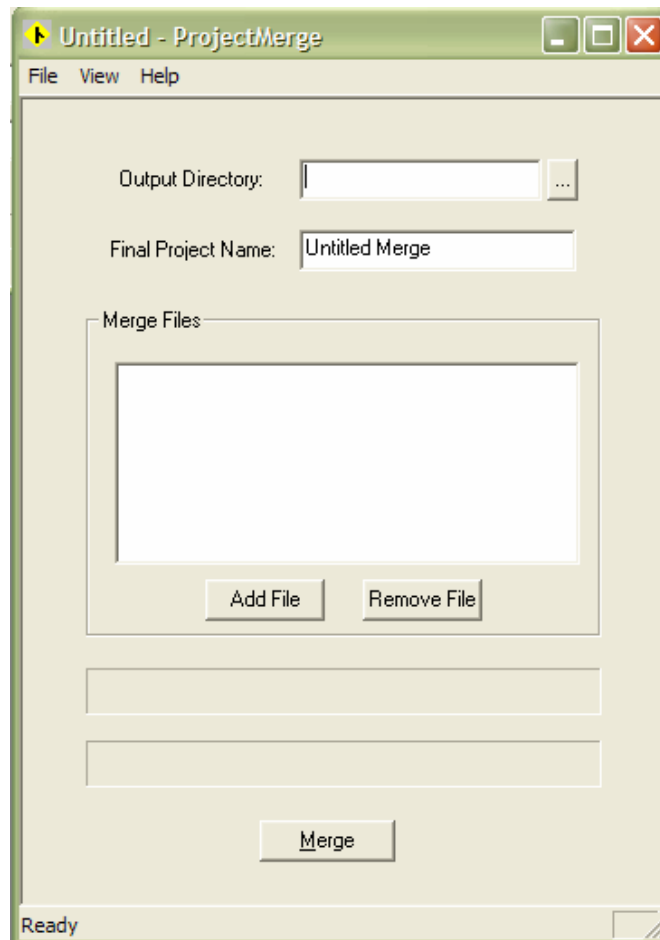 Untitled - ProjectMerge
File View Help
Output Directory:
...
Final Project Name: Untitled Merge
Merge Files
Add File Remove File
Merge
Ready